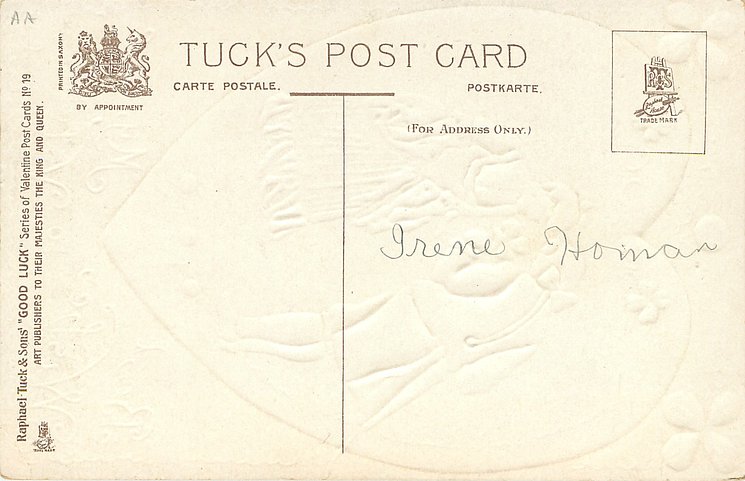 AA
PRINTED IN SAXONY
BY APPOINTMENT
TUCK'S POST CARD
CARTE POSTALE.
POSTKARTE.
(FOR ADDRESS ONLY.)
TRADE MARK
Irene Homan
Raphael Tuck & Sons' "GOOD LUCK" Series of Valentine Post Cards Nº 19
ART PUBLISHERS TO THEIR MAJESTIES THE KING AND QUEEN.